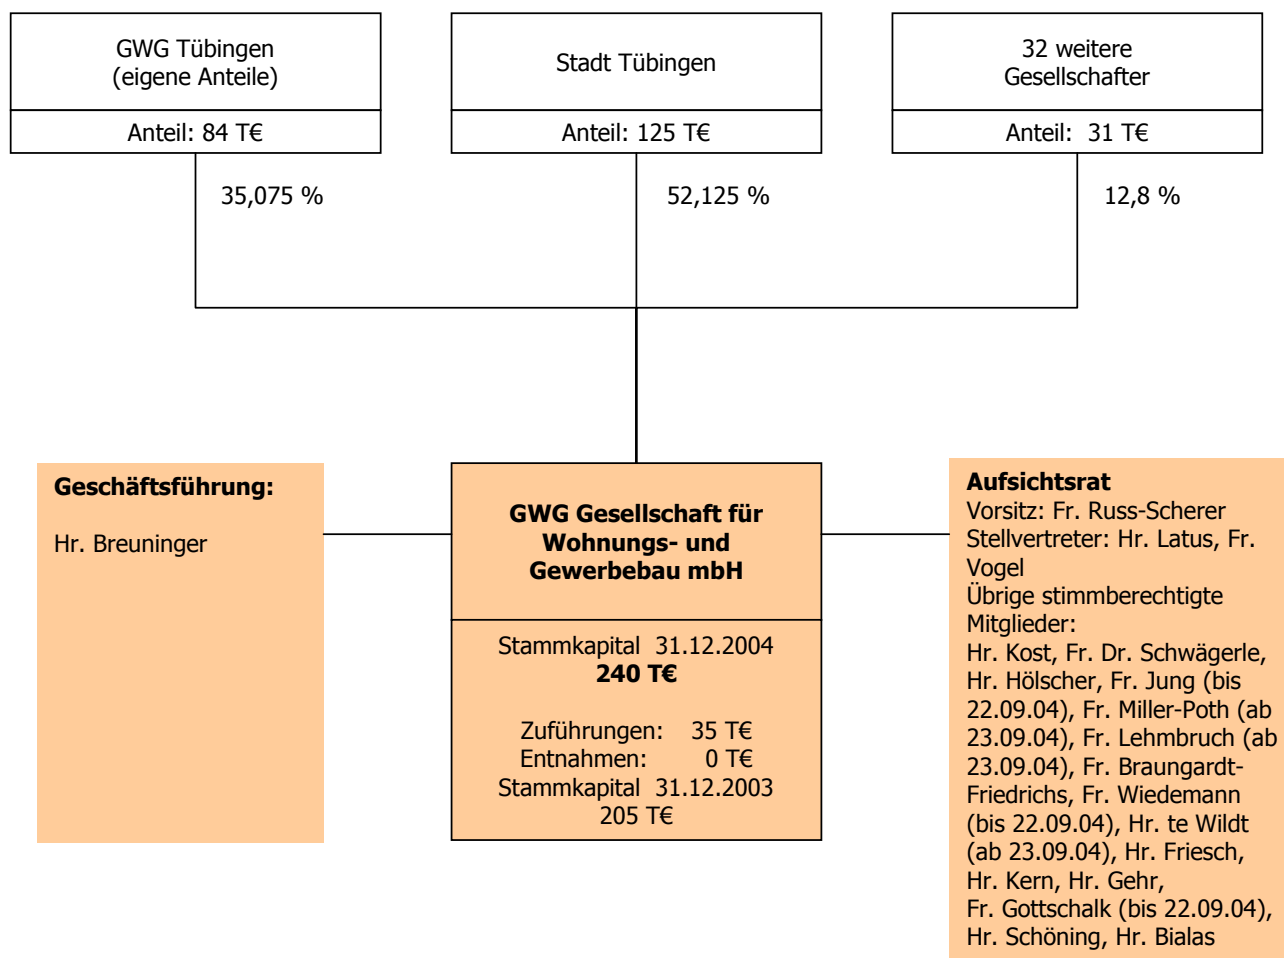 GWG Tübingen
(eigene Anteile)
Anteil: 84 T€
35,075 %
Stadt Tübingen
Anteil: 125 T€
52,125 %
32 weitere
Gesellschafter
Anteil:  31 T€
12,8 %
Geschäftsführung:
Hr. Breuninger
GWG Gesellschaft für
Wohnungs- und
Gewerbebau mbH
Stammkapital  31.12.2004
240 T€
Zuführungen:    35 T€
Entnahmen:        0 T€
Stammkapital  31.12.2003
205 T€
Aufsichtsrat
Vorsitz: Fr. Russ-Scherer
Stellvertreter: Hr. Latus, Fr.
Vogel
Übrige stimmberechtigte
Mitglieder:
Hr. Kost, Fr. Dr. Schwägerle,
Hr. Hölscher, Fr. Jung (bis
22.09.04), Fr. Miller-Poth (ab
23.09.04), Fr. Lehmbruch (ab
23.09.04), Fr. Braungardt-
Friedrichs, Fr. Wiedemann
(bis 22.09.04), Hr. te Wildt
(ab 23.09.04), Hr. Friesch,
Hr. Kern, Hr. Gehr,
Fr. Gottschalk (bis 22.09.04),
Hr. Schöning, Hr. Bialas